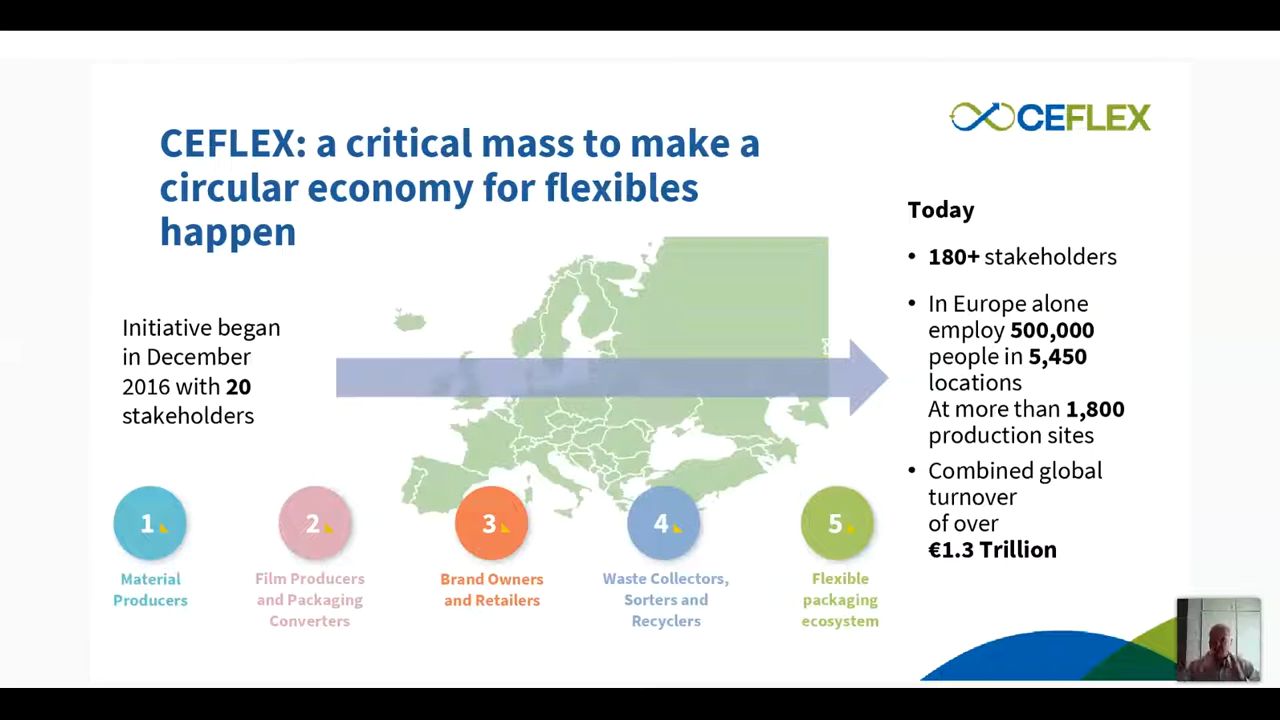 CEFLEX: a critical mass to make a
circular economy for flexibles
happen
CEFLEX
Initiative began
in December
2016 with 20
stakeholders
Today
• 180+ stakeholders
• In Europe alone
employ 500,000
people in 5,450
locations
At more than 1,800
production sites
• Combined global
turnover
of over
€1.3 Trillion
1
Material
Producers
2
Film Producers
and Packaging
Converters
3
Brand Owners
and Retailers
4
Waste Collectors,
Sorters and
Recyclers
5
Flexible
packaging
ecosystem